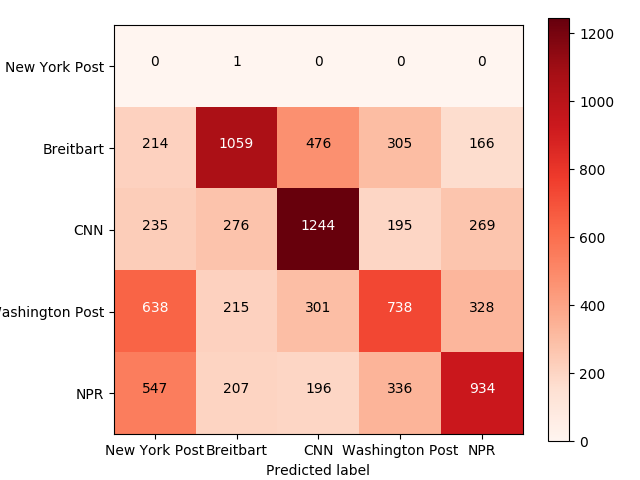 New York Post 0 1 0 0 0
Breitbart 214 1059 476 305 166
CNN 235 276 1244 195 269
ashington Post 638 215 301 738 328
NPR 547 207 196 336 934
New York Post Breitbart CNN Washington Post NPR
Predicted label
1200
1000
800
600
400
200
0